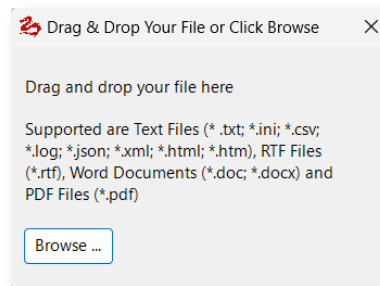 Drag & Drop Your File or Click Browse
Drag and drop your file here
Supported are Text Files (* .txt; *.ini; *.csv;
*.log; *.json; *.xml; *.html; *.htm), RTF Files
(*.rtf), Word Documents (*.doc; *.docx) and
PDF Files (*.pdf)
Browse ...